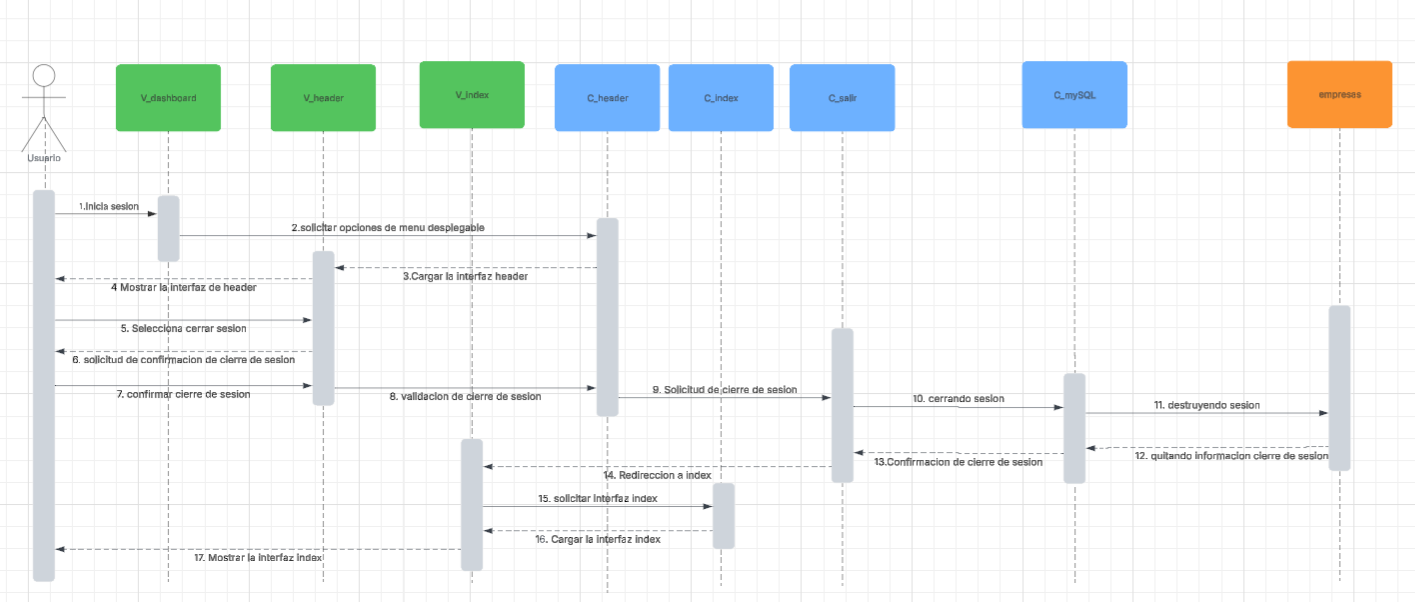 V_dashboard
V_header
V_index
C_header
C_index
C_salir
C_mySQL
empreses
Usuario
1.Inicia sesion
2.solicitar opciones de menu desplegable
3.Cargar la interfaz header
4 Mostrar la interfaz de header
5. Selecciona cerrar sesion
6. solicitud de confirmacion de cierre de sesion
7. confirmar cierre de sesion
8. validacion de cierre de sesion
9. Solicitud de cierre de sesion
10. cerrando sesion
11. destruyendo sesion
12. quitando informacion cierre de sesion
13.Confirmacion de cierre de sesion
14. Redireccion a index
15. solicitar interfaz index
16. Cargar la interfaz index
17. Mostrar la interfaz index